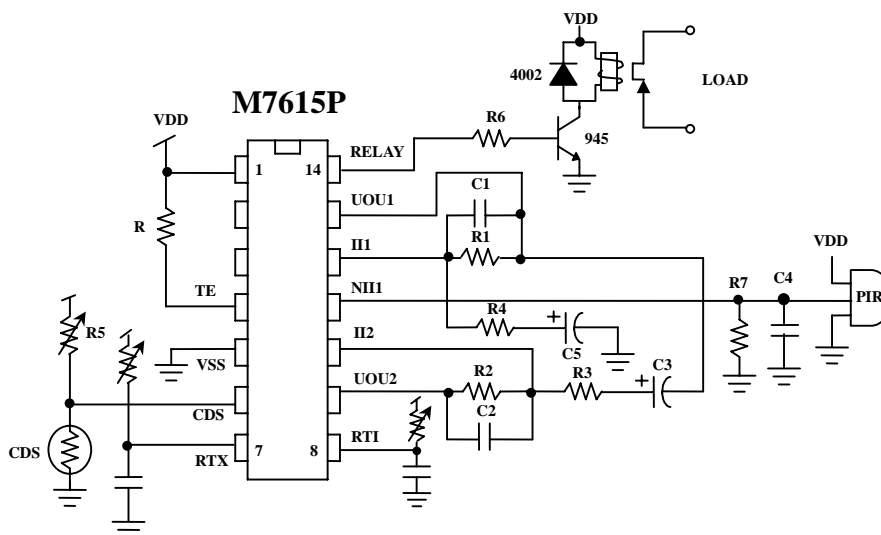 VDD
4002
LOAD
M7615P
R6
VDD
RELAY
945
1
14
UOU1
C1
R
II1
R1
VDD
TE
NII1
R7
C4
PIR
R5
R4
+
VSS
II2
C5
C3
UOU2
R2
R3
+
CDS
C2
CDS
7
8
RTI
RTX